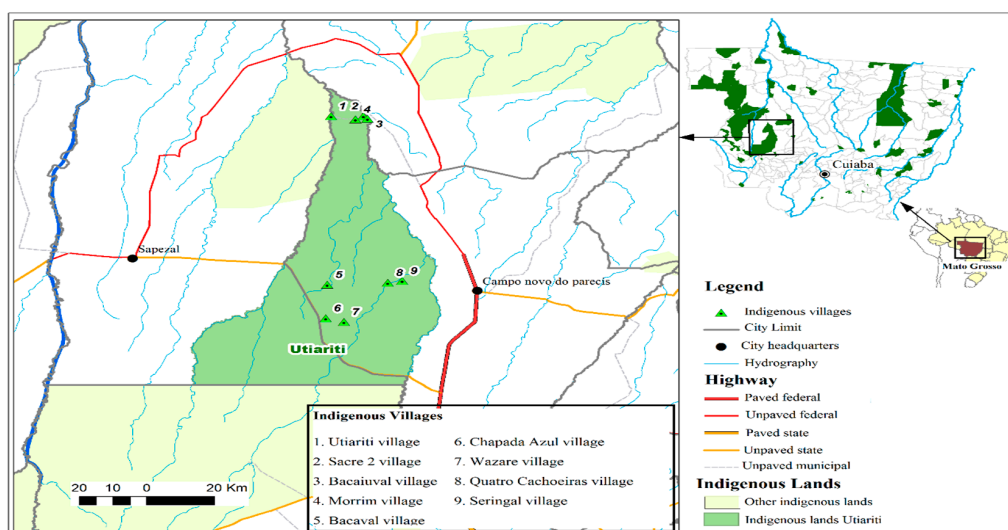 1 2 4
3
Sapezal
5
8 9
Campo novo do parecis
6
7
Utiariti
20 10 0 20 Km
Indigenous Villages
1. Utiariti village
2. Sacre 2 village
3. Bacaiuval village
4. Morrim village
5. Bacaval village
6. Chapada Azul village
7. Wazare village
8. Quatro Cachoeiras village
9. Seringal village
Cuiaba
Mato Grosso
Legend
Indigenous villages
City Limit
City headquarters
Hydrography
Highway
Paved federal
Unpaved federal
Paved state
Unpaved state
Unpaved municipal
Indigenous Lands
Other indigenous lands
Indigenous lands Utiariti